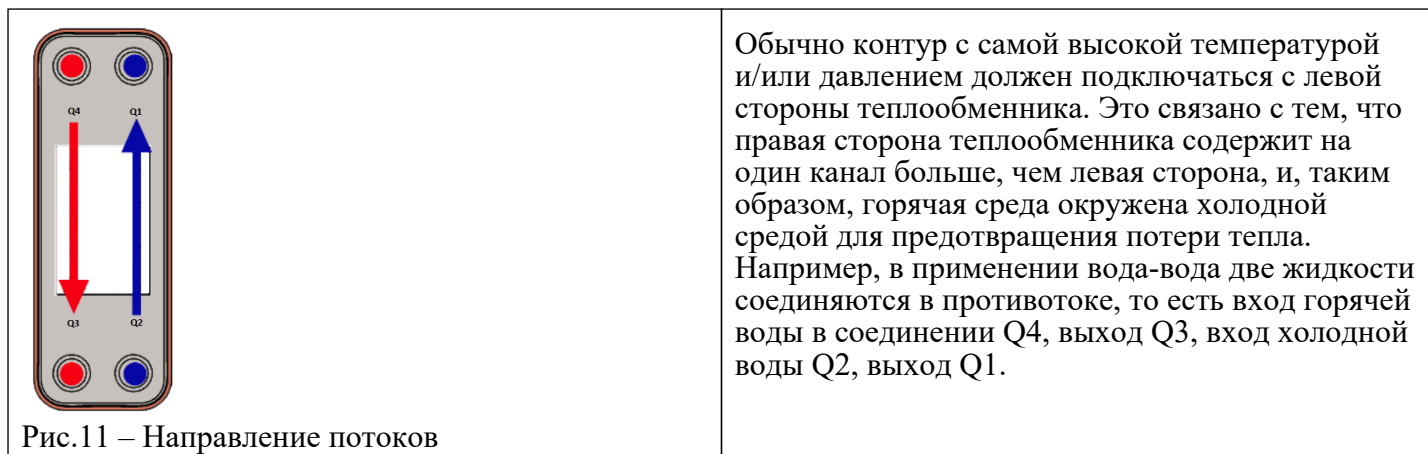 Q4 Q1
Q3 Q2
Рис.11 – Направление потоков
Обычно контур с самой высокой температурой
и/или давлением должен подключаться с левой
стороны теплообменника. Это связано с тем, что
правая сторона теплообменника содержит на
один канал больше, чем левая сторона, и, таким
образом, горячая среда окружена холодной
средой для предотвращения потери тепла.
Например, в применении вода-вода две жидкости
соединяются в противотоке, то есть вход горячей
воды в соединении Q4, выход Q3, вход холодной
воды Q2, выход Q1.